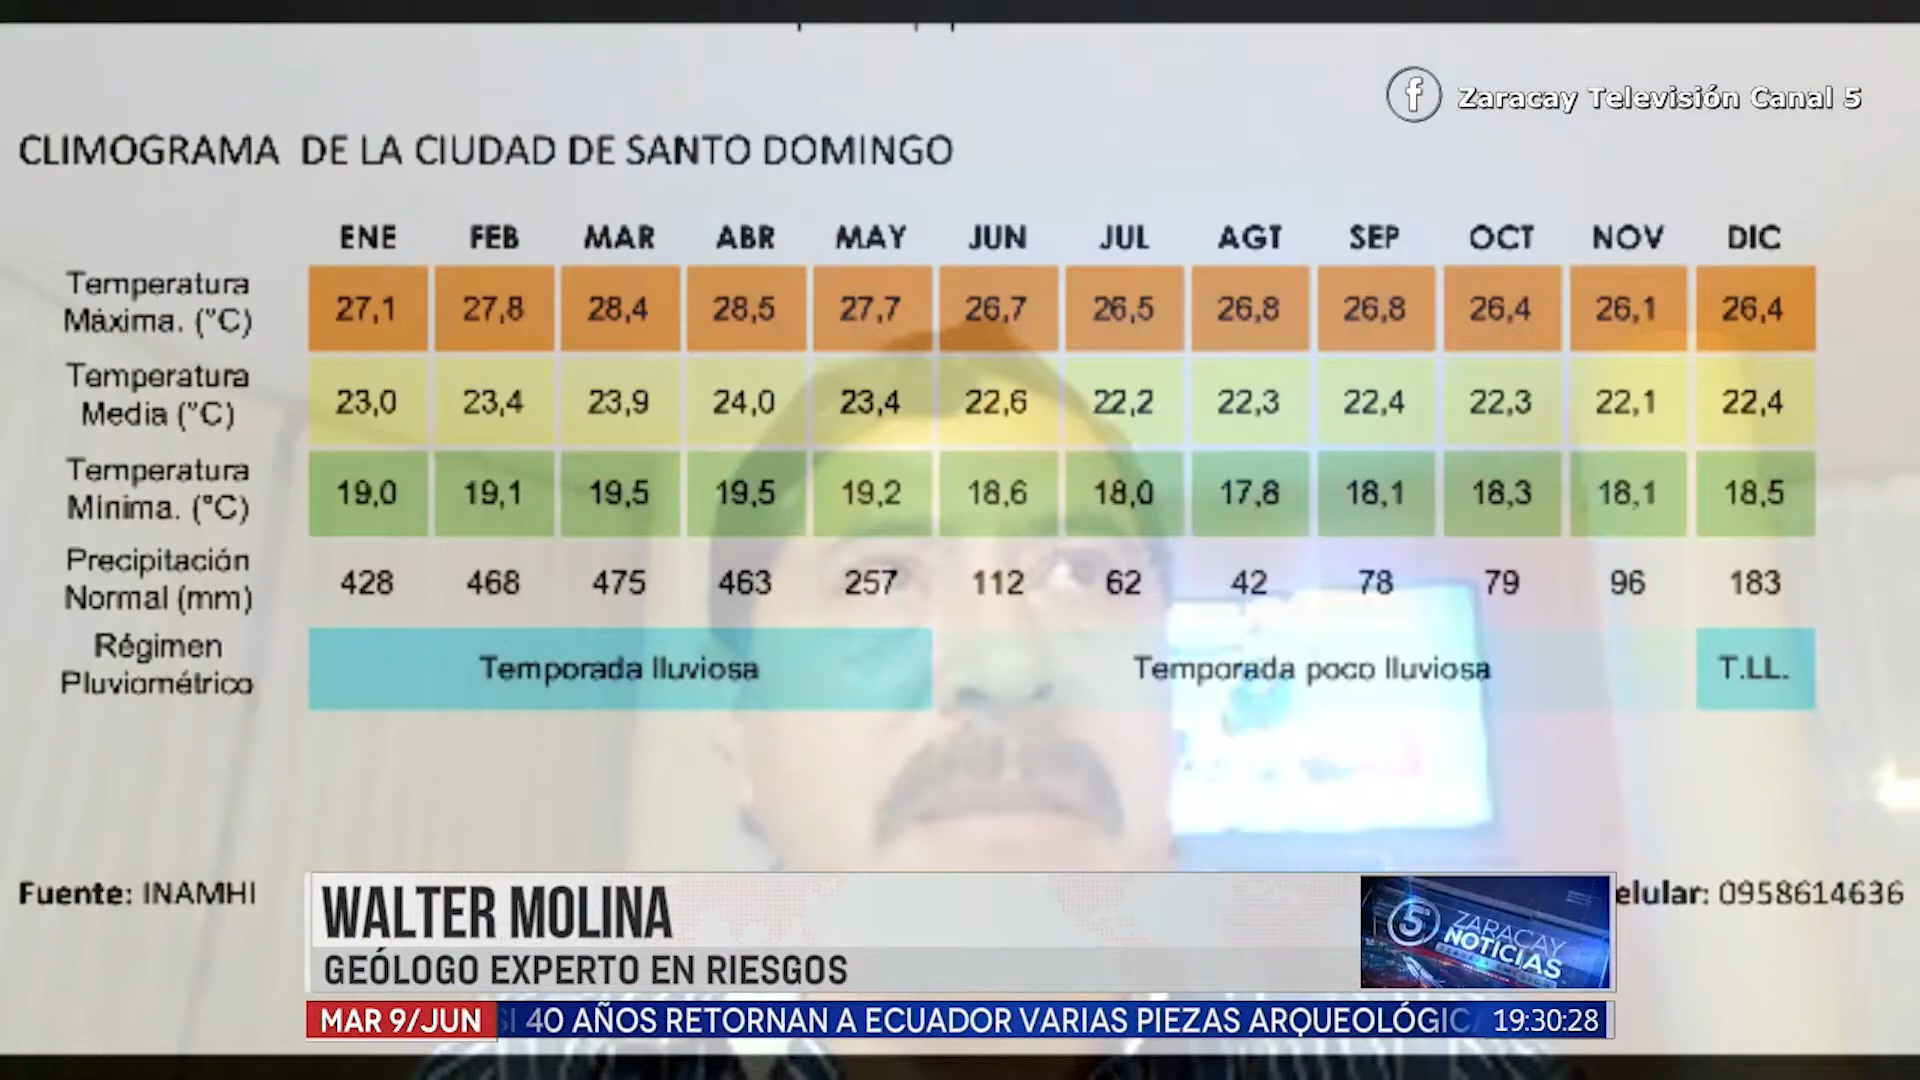 Zaracay Televisión Canal 5
CLIMOGRAMA DE LA CIUDAD DE SANTO DOMINGO
ENE FEB MAR ABR MAY JUN JUL AGT SEP OCT NOV DIC
Temperatura
Máxima. (°C) 27,1 27,8 28,4 28,5 27,7 26,7 26,5 26,8 26,8 26,4 26,1 26,4
Temperatura
Media (°C) 23,0 23,4 23,9 24,0 23,4 22,6 22,2 22,3 22,4 22,3 22,1 22,4
Temperatura
Mínima. (°C) 19,0 19,1 19,5 19,5 19,2 18,6 18,0 17,8 18,1 18,3 18,1 18,5
Precipitación
Normal (mm) 428 468 475 463 257 112 62 42 78 79 96 183
Régimen
Pluviométrico Temporada lluviosa Temporada poco lluviosa T.LL.
Fuente: INAMHI
elular: 0958614636
WALTER MOLINA
GEÓLOGO EXPERTO EN RIESGOS
5 ZARACAY
NOTICIAS
MAR 9/JUN SI 40 AÑOS RETORNAN A ECUADOR VARIAS PIEZAS ARQUEOLÓGIC 19:30:28